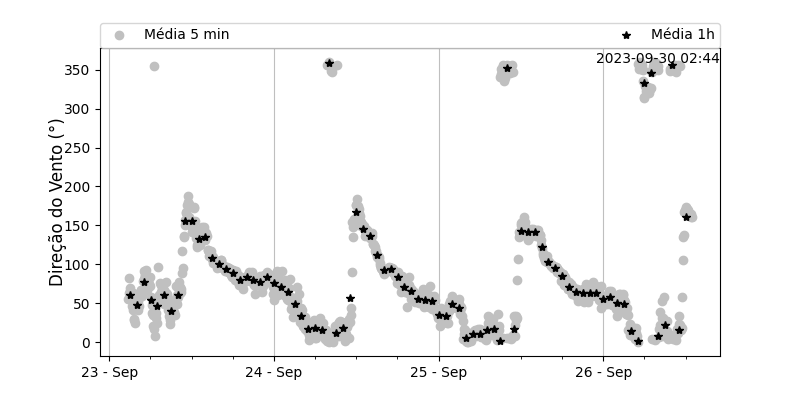 Média 5 min
Média 1h
2023-09-30 02:44
Direção do Vento (°)
350
300
250
200
150
100
50
0
23 - Sep
24 - Sep
25 - Sep
26 - Sep